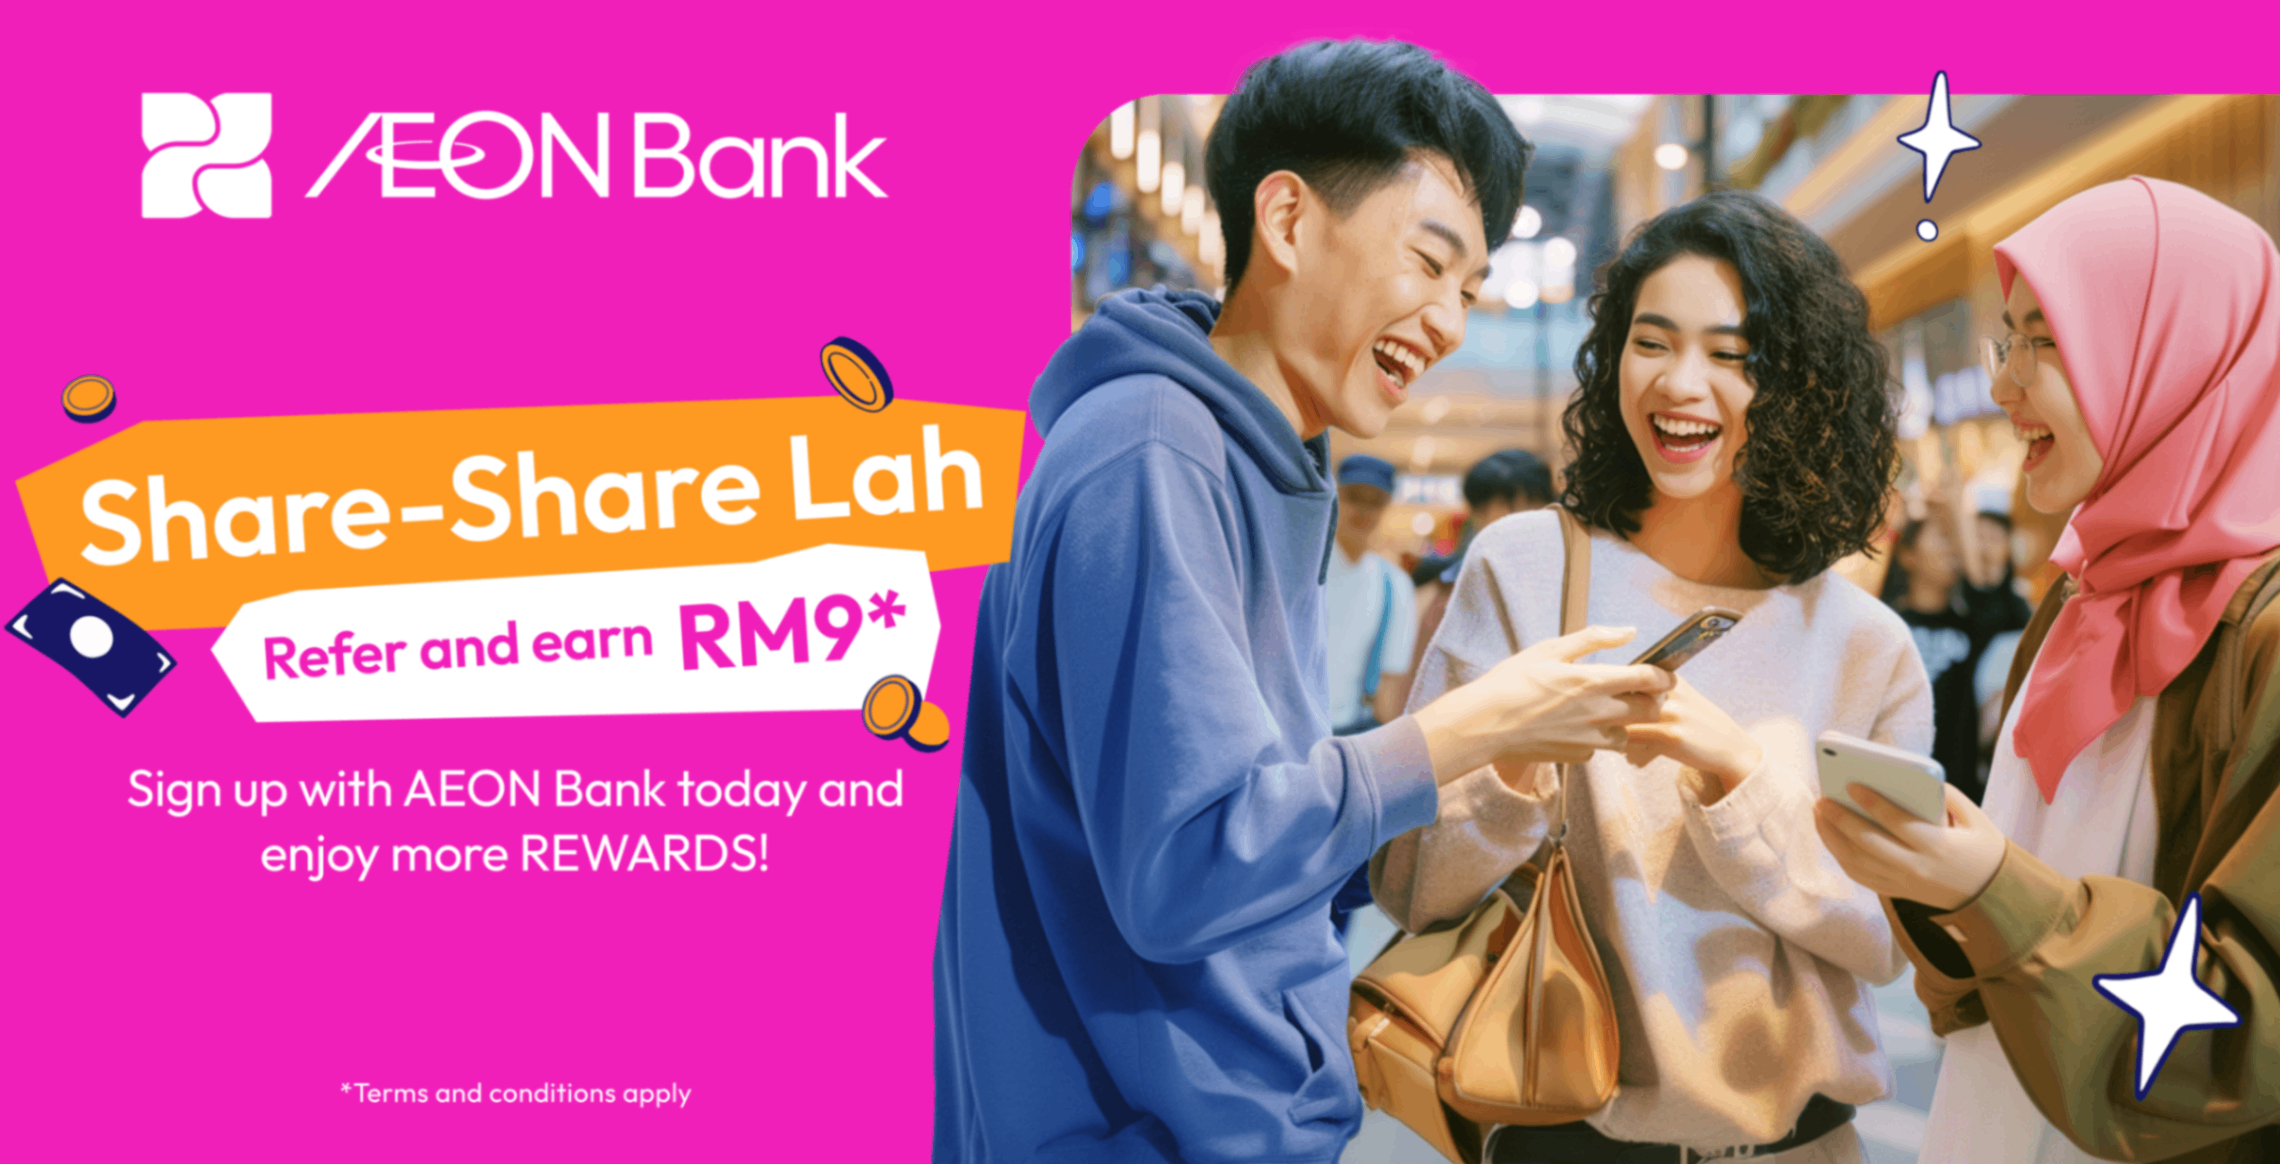 ÆON Bank
Share-Share Lah
Refer and earn RM9*
Sign up with AEON Bank today and
enjoy more REWARDS!
*Terms and conditions apply